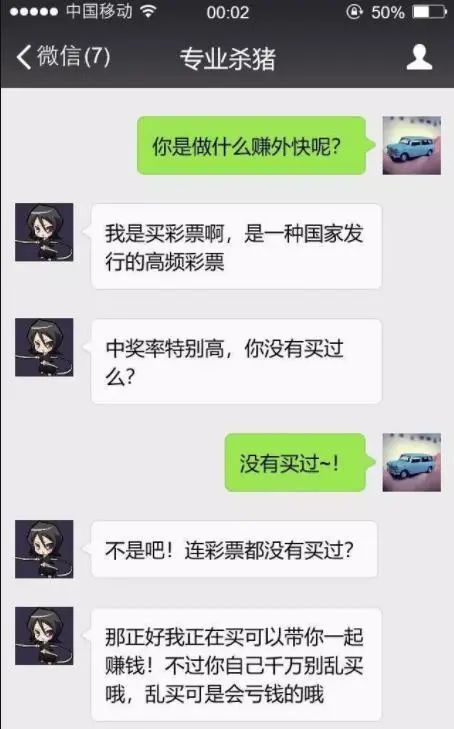 中国移动 00:02 50%
微信(7) 专业杀猪
你是做什么赚外快呢？
我是买彩票啊，是一种国家发
行的高频彩票
中奖率特别高，你没有买过
么？
没有买过~！
不是吧！连彩票都没有买过？
那正好我正在买可以带你一起
赚钱！不过你自己千万别乱买
哦，乱买可是会亏钱的哦